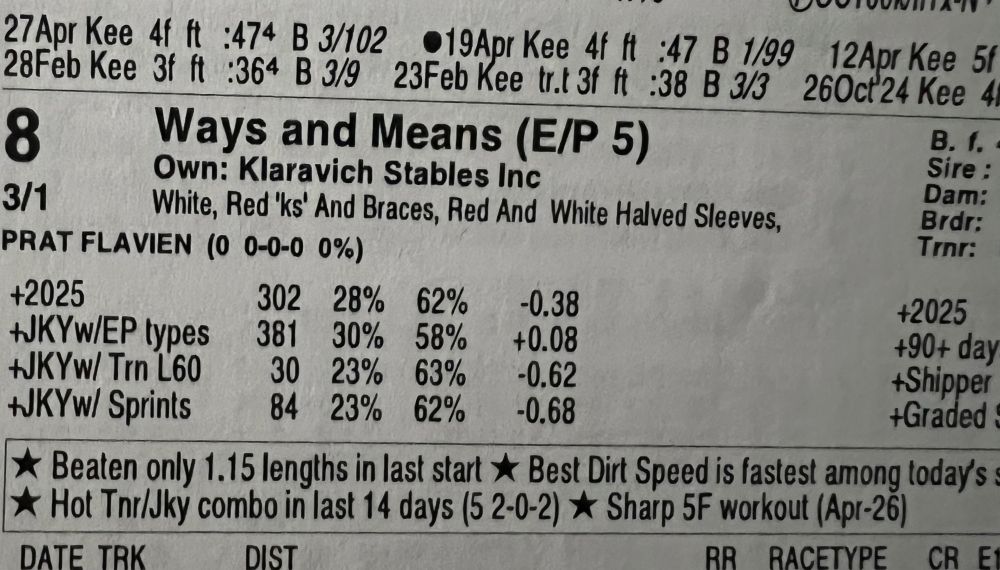 27Apr Kee 4f ft :47⁴ B 3/102 ●19Apr Kee 4f ft :47 B 1/99 12Apr Kee 5f
28Feb Kee 3f ft :36⁴ B 3/9 23Feb Kee tr.t 3f ft :38 B 3/3 26Oct'24 Kee 4f
8 Ways and Means (E/P 5) B. f.
Own: Klaravich Stables Inc Sire :
3/1 White, Red 'ks' And Braces, Red And White Halved Sleeves, Dam:
Brdr:
PRAT FLAVIEN (0 0-0-0 0%) Trnr:
+2025 302 28% 62% -0.38 +2025
+JKYw/EP types 381 30% 58% +0.08 +90+ day
+JKYw/ Trn L60 30 23% 63% -0.62 +Shipper
+JKYw/ Sprints 84 23% 62% -0.68 +Graded
★ Beaten only 1.15 lengths in last start ★ Best Dirt Speed is fastest among today's
★ Hot Tnr/Jky combo in last 14 days (5 2-0-2) ★ Sharp 5F workout (Apr-26)
DATE TRK DIST RR RACETYPE CR E1